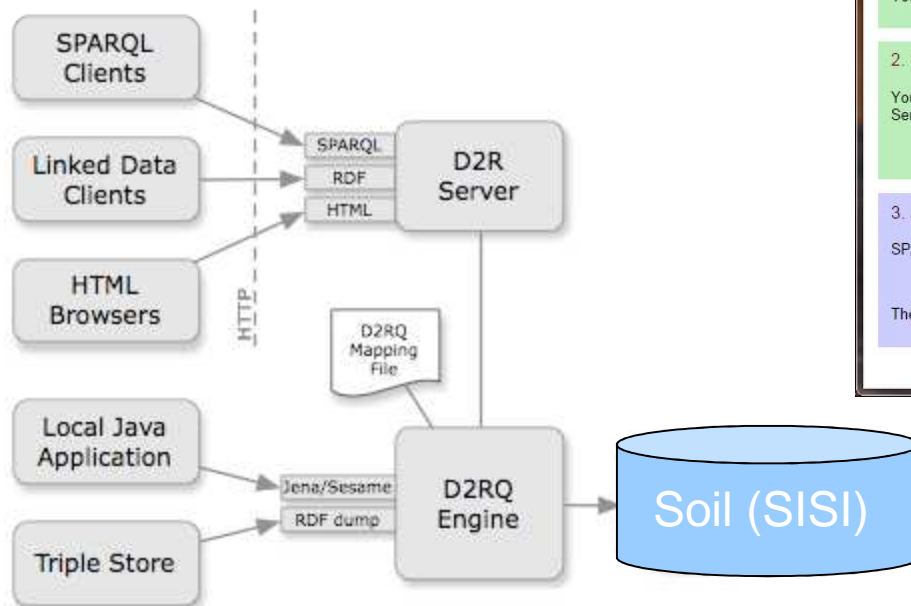 SPARQL
Clients
Linked Data
Clients
HTML
Browsers
HTTP
SPARQL
RDF
HTML
D2R
Server
D2RQ
Mapping
File
Local Java
Application
Triple Store
Jena/Sesame
RDF dump
D2RQ
Engine
Soil (SISI)
2.
You
Ser
3.
SP
The